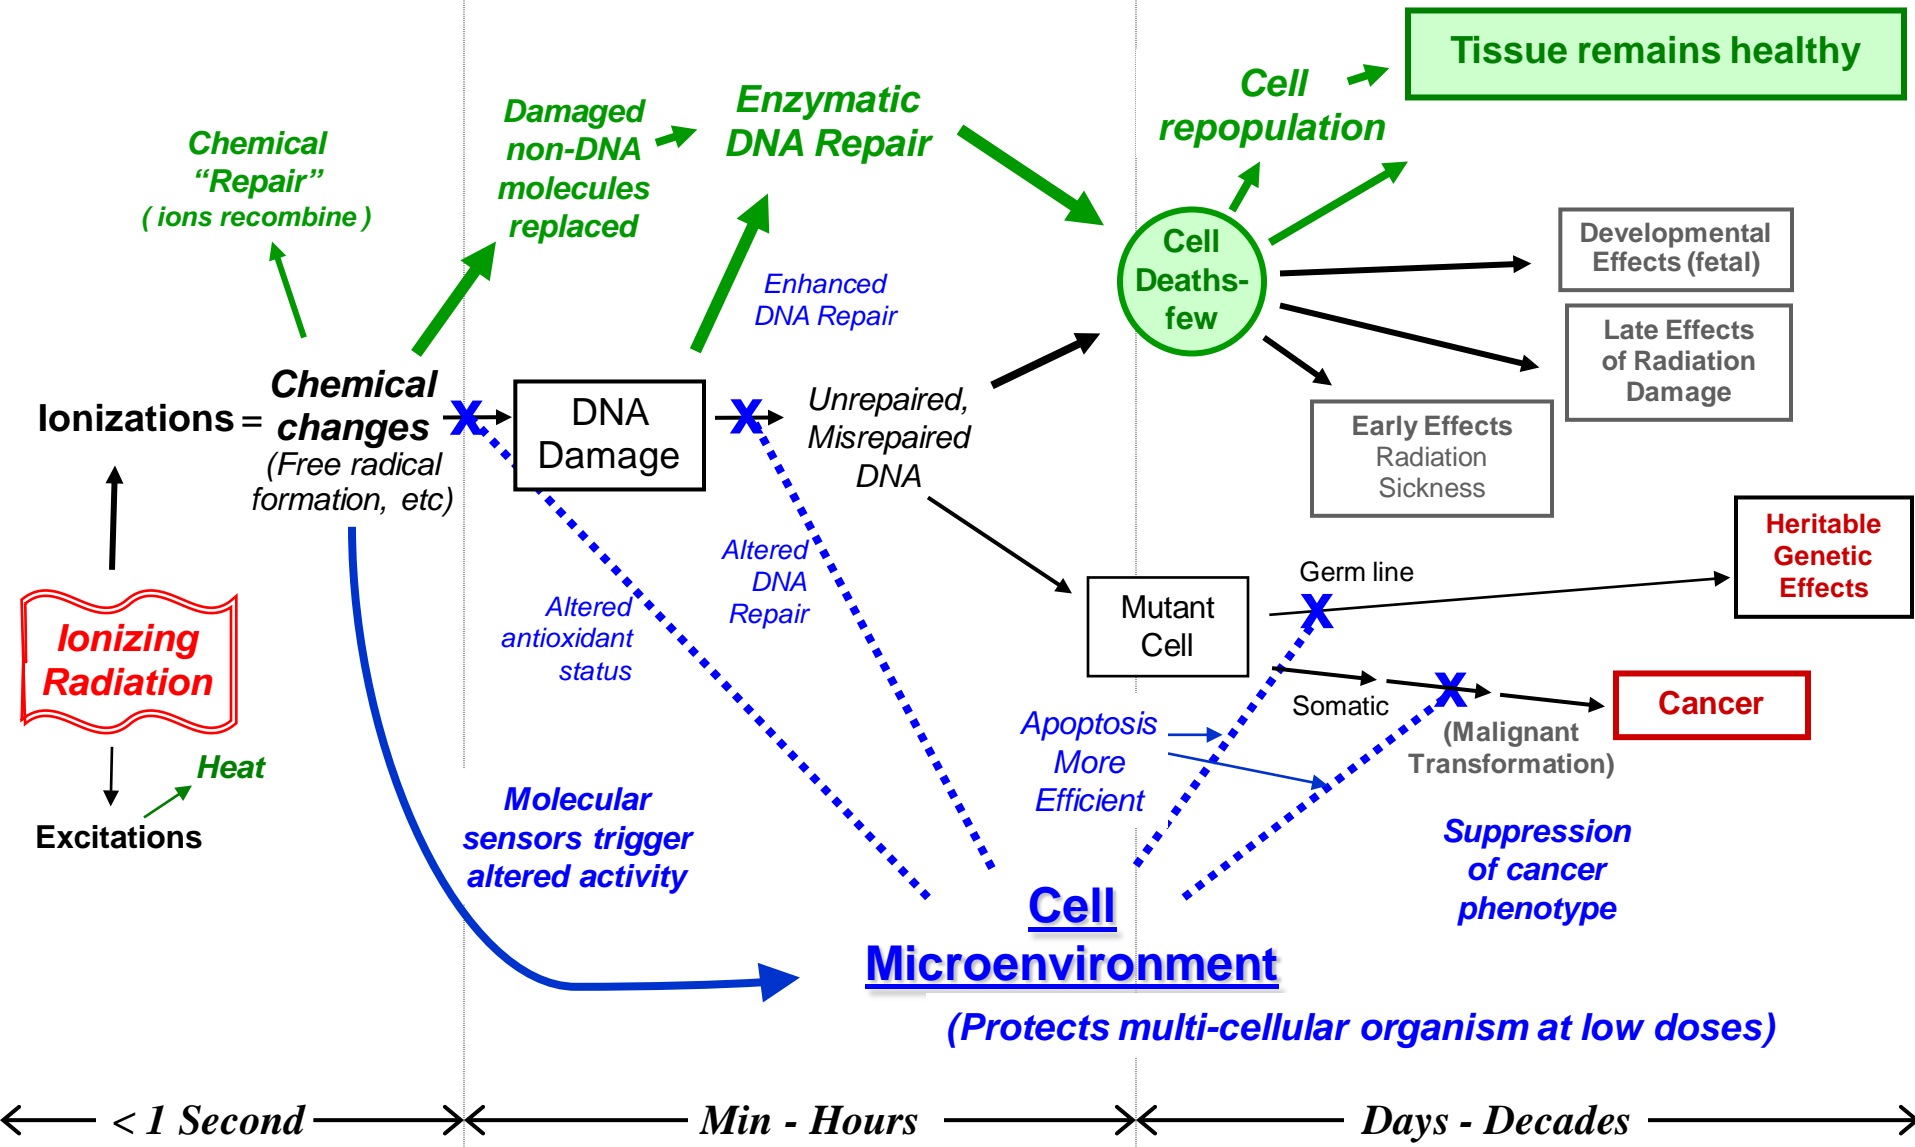 Tissue remains healthy
Cell
repopulation
Enzymatic
DNA Repair
Damaged
non-DNA
molecules
replaced
Chemical
“Repair”
( ions recombine )
Cell
Deaths-
few
Developmental
Effects (fetal)
Enhanced
DNA Repair
Late Effects
of Radiation
Damage
Ionizations =
Chemical
changes
(Free radical
formation, etc)
X
DNA
Damage
X
Unrepaired,
Misrepaired
DNA
Early Effects
Radiation
Sickness
Heritable
Genetic
Effects
Altered
DNA
Repair
Germ line
X
Mutant
Cell
Altered
antioxidant
status
Ionizing
Radiation
Somatic
X
Cancer
(Malignant
Transformation)
Apoptosis
More
Efficient
Heat
Excitations
Molecular
sensors trigger
altered activity
Suppression
of cancer
phenotype
Cell
Microenvironment
(Protects multi-cellular organism at low doses)
< 1 Second
Min - Hours
Days - Decades